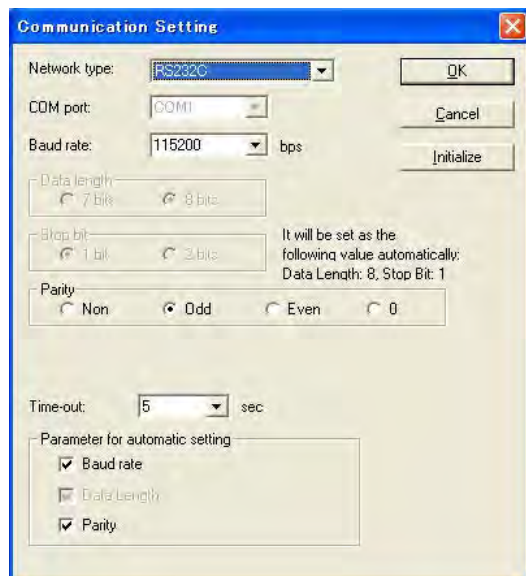 Communication Setting
Network type: RS232C
OK
COM port: COM1
Cancel
Baud rate: 115200 bps
Initialize
Data length
7 bits 8 bits
Stop bit
1 bit 2 bits
It will be set as the
following value automatically:
Data Length: 8, Stop Bit: 1
Parity
Non Odd Even 0
Time-out: 5 sec
Parameter for automatic setting
Baud rate
Data Length
Parity